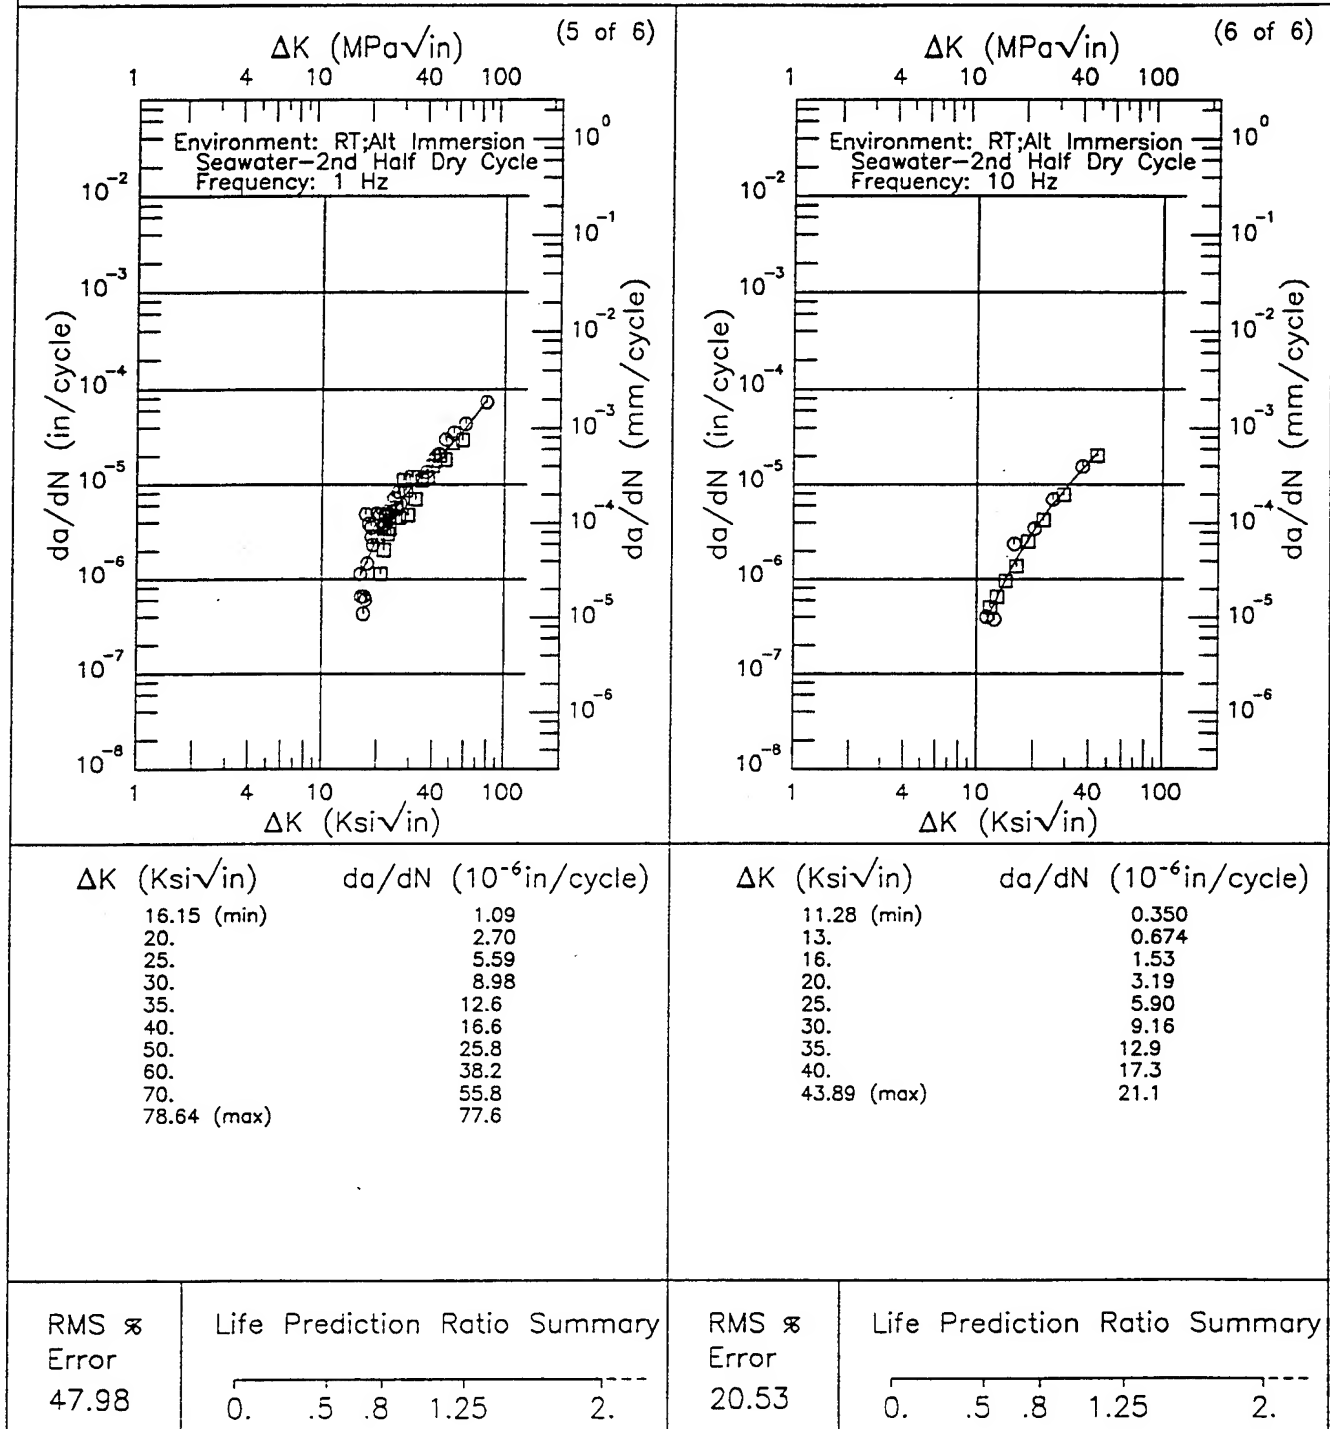 (5 of 6)
ΔK (MPa√in)
1 4 10 40 100
Environment: RT;Alt Immersion
Seawater-2nd Half Dry Cycle
Frequency: 1 Hz
da/dN (in/cycle)
10⁻²
10⁻³
10⁻⁴
10⁻⁵
10⁻⁶
10⁻⁷
10⁻⁸
10⁰
10⁻¹
10⁻²
10⁻³
10⁻⁴
10⁻⁵
10⁻⁶
da/dN (mm/cycle)
1 4 10 40 100
ΔK (Ksi√in)
ΔK (Ksi√in) da/dN (10⁻⁶in/cycle)
16.15 (min) 1.09
20. 2.70
25. 5.59
30. 8.98
35. 12.6
40. 16.6
50. 25.8
60. 38.2
70. 55.8
78.64 (max) 77.6
RMS %
Error
47.98
Life Prediction Ratio Summary
0. .5 .8 1.25 2.
(6 of 6)
ΔK (MPa√in)
1 4 10 40 100
Environment: RT;Alt Immersion
Seawater-2nd Half Dry Cycle
Frequency: 10 Hz
da/dN (in/cycle)
10⁻²
10⁻³
10⁻⁴
10⁻⁵
10⁻⁶
10⁻⁷
10⁻⁸
10⁰
10⁻¹
10⁻²
10⁻³
10⁻⁴
10⁻⁵
10⁻⁶
da/dN (mm/cycle)
1 4 10 40 100
ΔK (Ksi√in)
ΔK (Ksi√in) da/dN (10⁻⁶in/cycle)
11.28 (min) 0.350
13. 0.674
16. 1.53
20. 3.19
25. 5.90
30. 9.16
35. 12.9
40. 17.3
43.89 (max) 21.1
RMS %
Error
20.53
Life Prediction Ratio Summary
0. .5 .8 1.25 2.